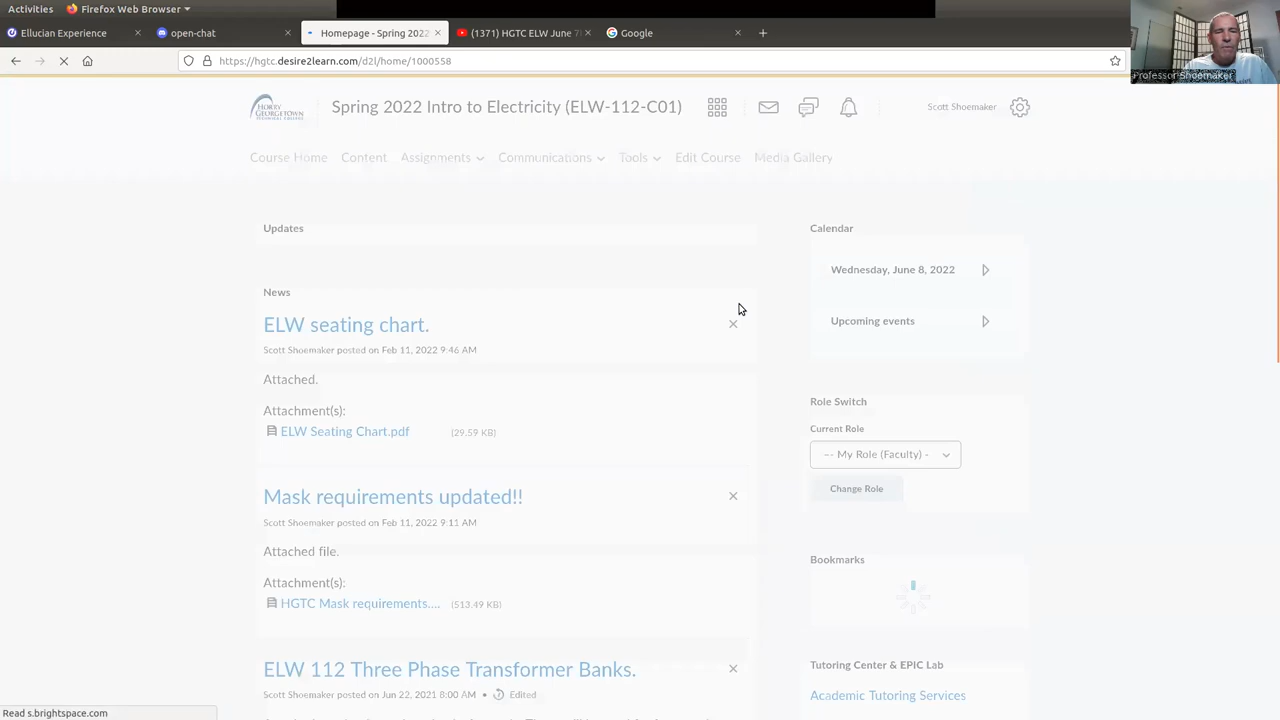 Activities Firefox Web Browser
Ellucian Experience
open-chat
Homepage - Spring 2022
(1371) HGTC ELW June 7
Google
https://hgtc.desire2learn.com/d2l/home/1000558
Professor Shoemaker
HORRY GEORGETOWN
TECHNICAL COLLEGE
Spring 2022 Intro to Electricity (ELW-112-C01)
Scott Shoemaker
Course Home Content Assignments Communications Tools Edit Course Media Gallery
Updates
News
ELW seating chart.
Scott Shoemaker posted on Feb 11, 2022 9:46 AM
Attached.
Attachment(s):
ELW Seating Chart.pdf (29.59 KB)
Mask requirements updated!!
Scott Shoemaker posted on Feb 11, 2022 9:11 AM
Attached file.
Attachment(s):
HGTC Mask requirements.... (513.49 KB)
ELW 112 Three Phase Transformer Banks.
Scott Shoemaker posted on Jun 22, 2021 8:00 AM • Edited
Calendar
Wednesday, June 8, 2022
Upcoming events
Role Switch
Current Role
--- My Role (Faculty) -
Change Role
Bookmarks
Tutoring Center & EPIC Lab
Academic Tutoring Services
Read s.brightspace.com